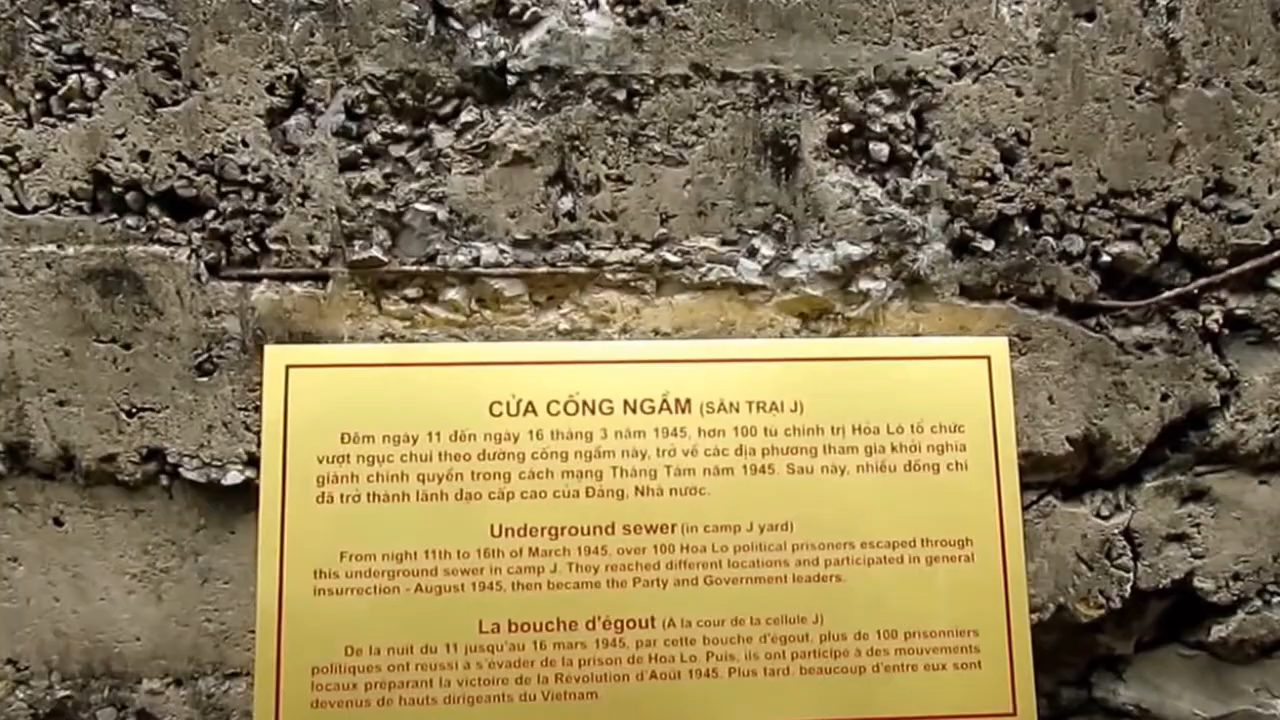 CỬA CỐNG NGẦM (SÂN TRẠI J)
Đêm ngày 11 đến ngày 16 tháng 3 năm 1945, hơn 100 tù chính trị Hỏa Lò tổ chức
vượt ngục chui theo đường cống ngầm này, trở về các địa phương tham gia khởi nghĩa
giành chính quyền trong cách mạng Tháng Tám năm 1945. Sau này, nhiều đồng chí
đã trở thành lãnh đạo cấp cao của Đảng, Nhà nước.
Underground sewer (in camp J yard)
From night 11th to 16th of March 1945, over 100 Hoa Lo political prisoners escaped through
this underground sewer in camp J. They reached different locations and participated in general
insurrection - August 1945, then became the Party and Government leaders.
La bouche d'égout (A la cour de la cellule J)
De la nuit du 11 jusqu'au 16 mars 1945, par cette bouche d'égout, plus de 100 prisonniers
politiques ont reussi à s'évader de la prison de Hoa Lo. Puis, ils ont participé à des mouvements
locaux préparant la victoire de la Révolution d'Août 1945. Plus tard, beaucoup d'entre eux sont
devenus de hauts dirigeants du Vietnam.